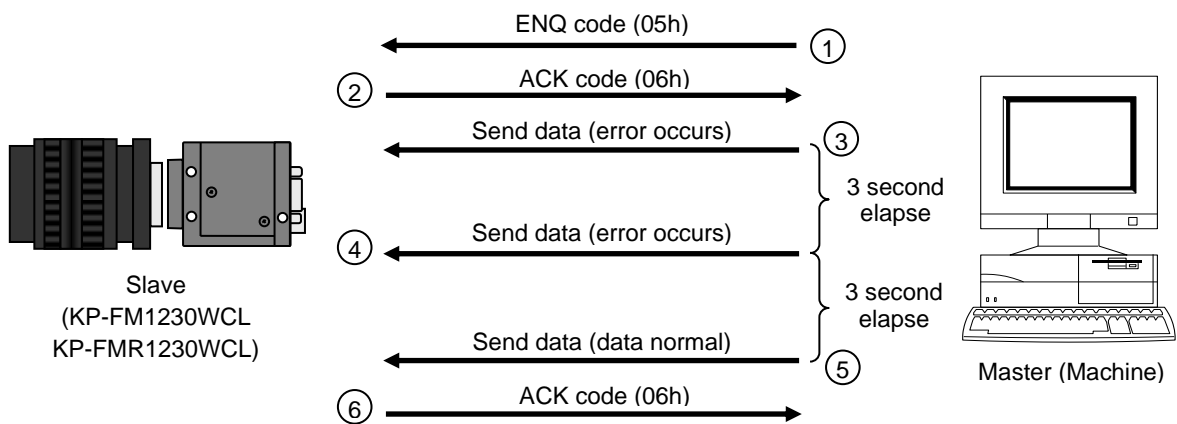 ENQ code (05h)
①
②
ACK code (06h)
Send data (error occurs)
③
3 second
elapse
④
Send data (error occurs)
3 second
elapse
Send data (data normal)
⑤
⑥
ACK code (06h)
Slave
(KP-FM1230WCL
KP-FMR1230WCL)
Master (Machine)